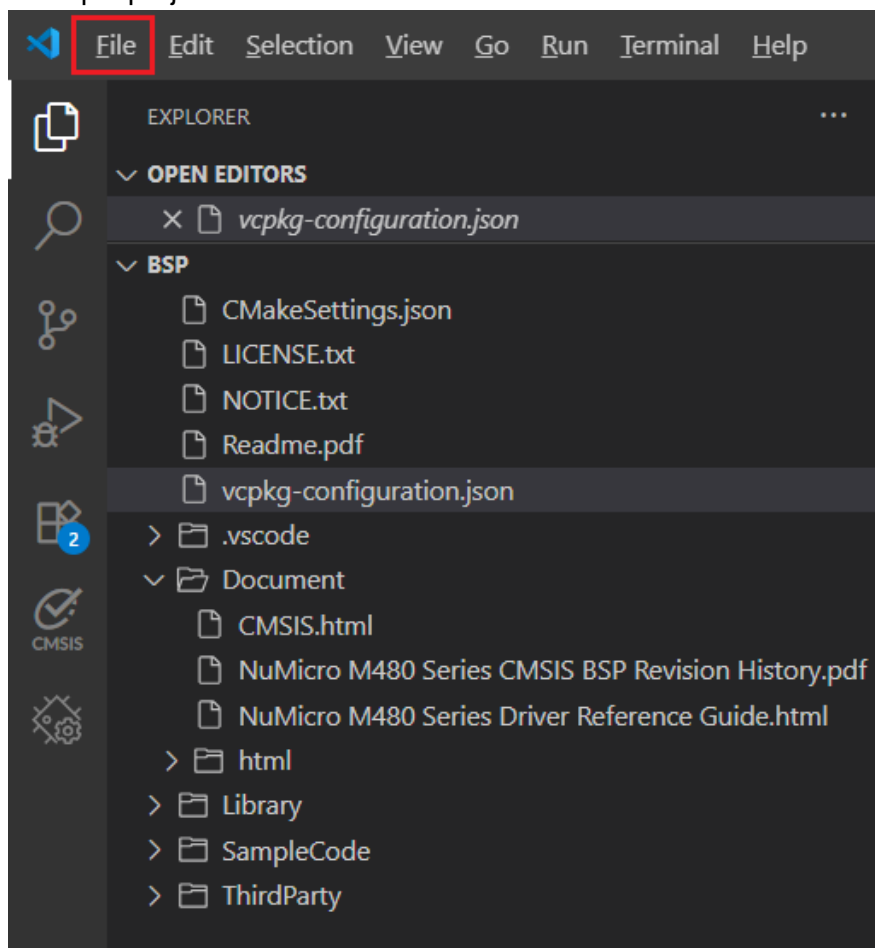 File Edit Selection View Go Run Terminal Help
EXPLORER
OPEN EDITORS
vcpkg-configuration.json
BSP
CMakeSettings.json
LICENSE.txt
NOTICE.txt
Readme.pdf
vcpkg-configuration.json
2
.vscode
Document
CMSIS.html
CMSIS
NuMicro M480 Series CMSIS BSP Revision History.pdf
NuMicro M480 Series Driver Reference Guide.html
html
Library
SampleCode
ThirdParty